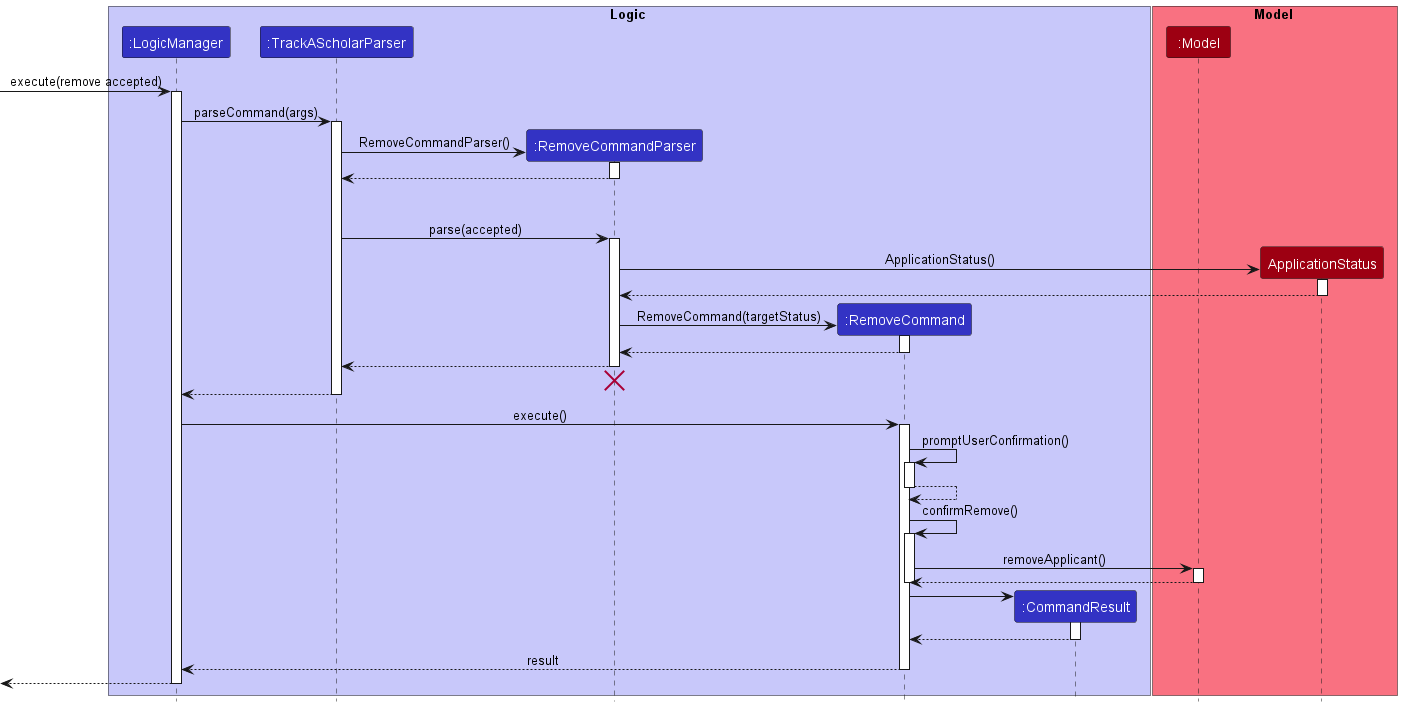 Logic
Model
:LogicManager
:TrackAScholarParser
:Model
execute(remove accepted)
parseCommand(args)
RemoveCommandParser()
:RemoveCommandParser
parse(accepted)
ApplicationStatus()
ApplicationStatus
RemoveCommand(targetStatus)
:RemoveCommand
execute()
promptUserConfirmation()
confirmRemove()
removeApplicant()
:CommandResult
result